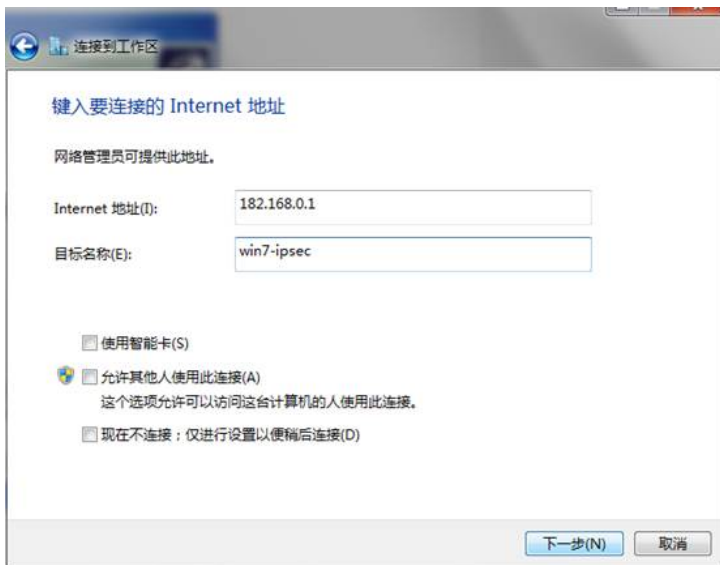 连接到工作区
键入要连接的 Internet 地址
网络管理员可提供此地址。
Internet 地址(I): 182.168.0.1
目标名称(E): win7-ipsec
使用智能卡(S)
允许其他人使用此连接(A)
这个选项允许可以访问这台计算机的人使用此连接。
现在不连接；仅进行设置以便稍后连接(D)
下一步(N) 取消